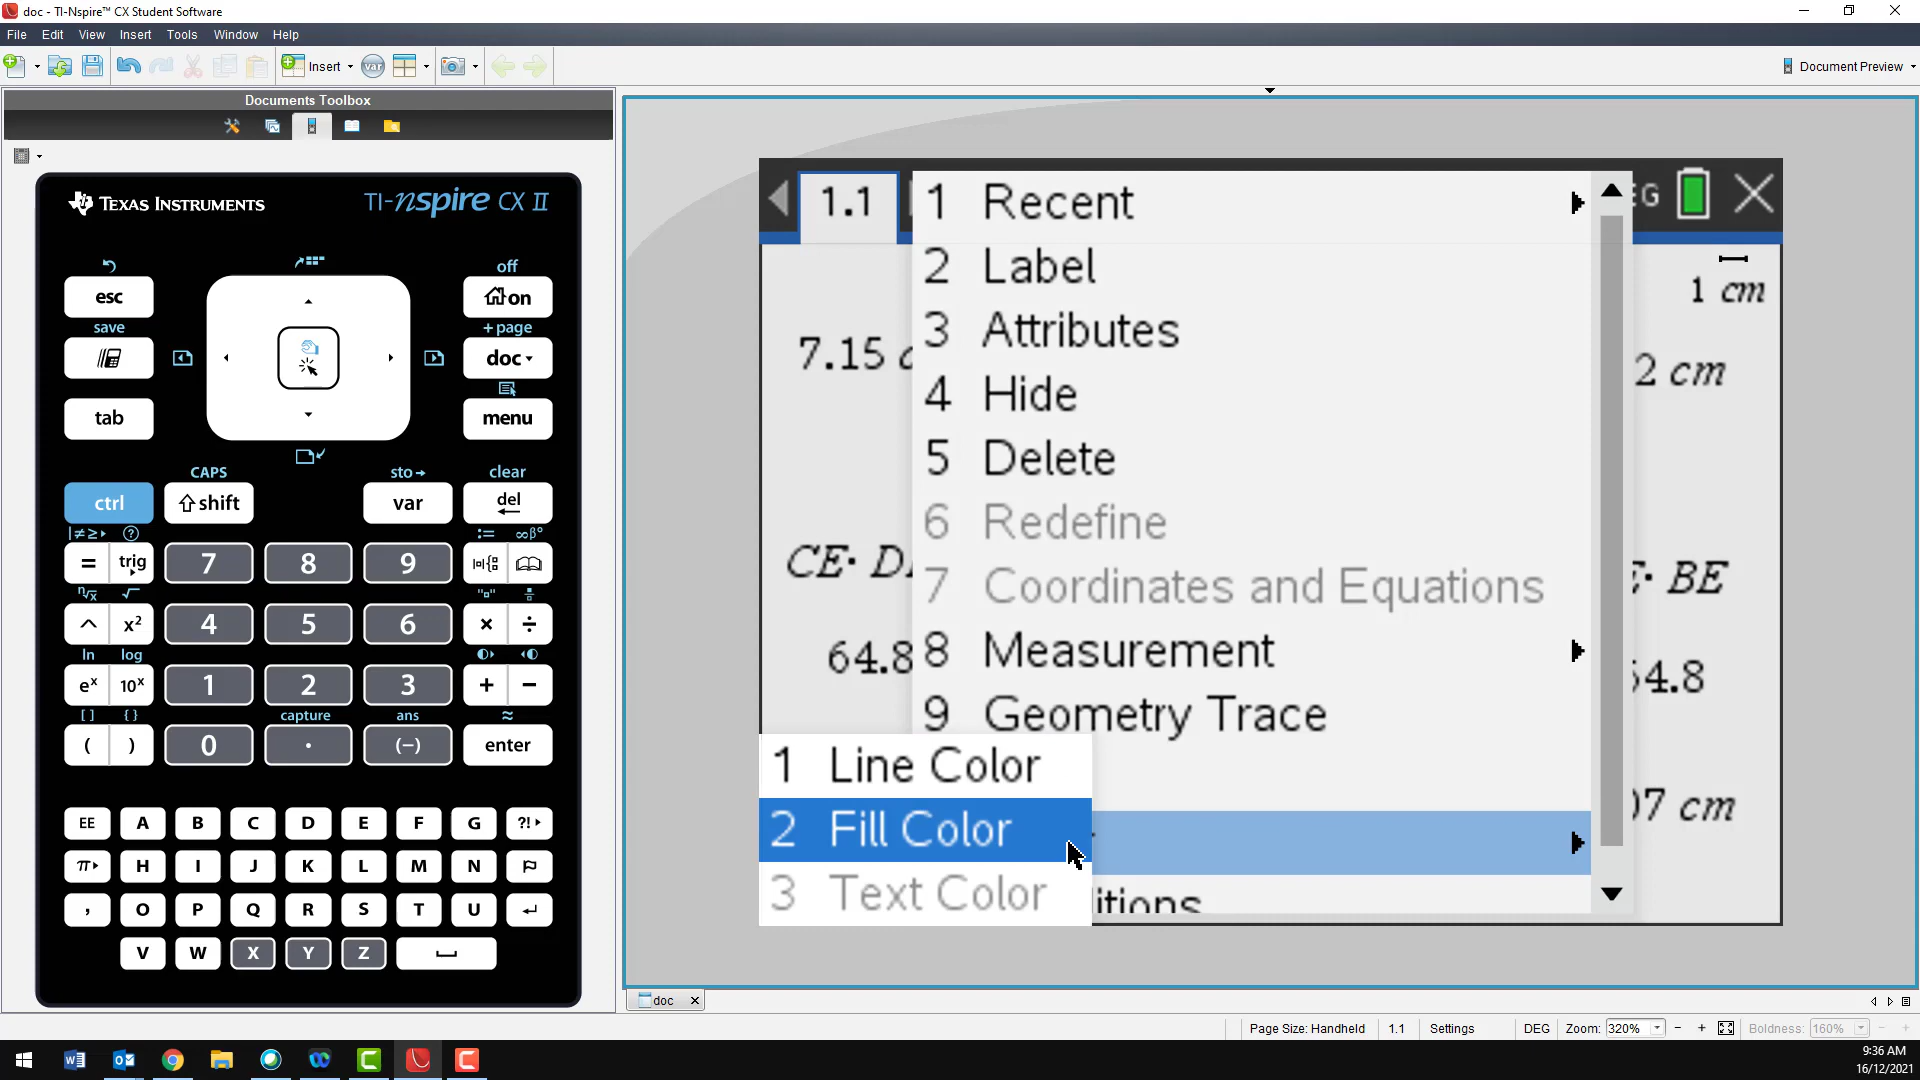 doc - TI-Nspire™ CX Student Software
File Edit View Insert Tools Window Help
Insert var Document Preview
Documents Toolbox
TEXAS INSTRUMENTS TI-nspire CX II
off
esc on
save + page
doc
tab menu
CAPS sto→ clear
ctrl shift var del
|≠≥▸ ? := ∞β°
= trig 7 8 9
ⁿ√x √
^ x² 4 5 6 × ÷
ln log
eˣ 10ˣ 1 2 3 + −
[ ] { } capture ans ≈
( ) 0 . (−) enter
EE A B C D E F G ?!▸
π▸ H I J K L M N
, O P Q R S T U
V W X Y Z
1.1 EG
1 cm
7.15 2 cm
CE· BE
64.8 4.8
07 cm
1 Recent
2 Label
3 Attributes
4 Hide
5 Delete
6 Redefine
7 Coordinates and Equations
8 Measurement
9 Geometry Trace
itions
1 Line Color
2 Fill Color
3 Text Color
doc
Page Size: Handheld 1.1 Settings DEG Zoom: 320% − + Boldness: 160% − +
9:36 AM
16/12/2021